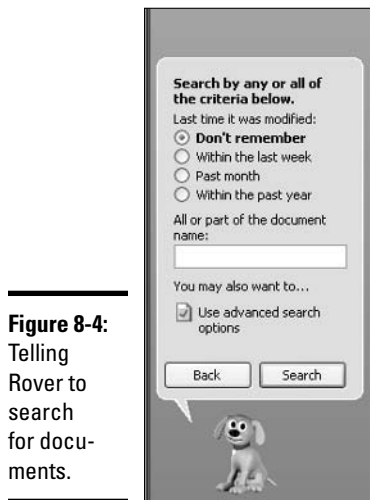 Search by any or all of
the criteria below.
Last time it was modified:
Don't remember
Within the last week
Past month
Within the past year
All or part of the document
name:
You may also want to...
Use advanced search
options
Back
Search
Figure 8-4:
Telling
Rover to
search
for docu-
ments.